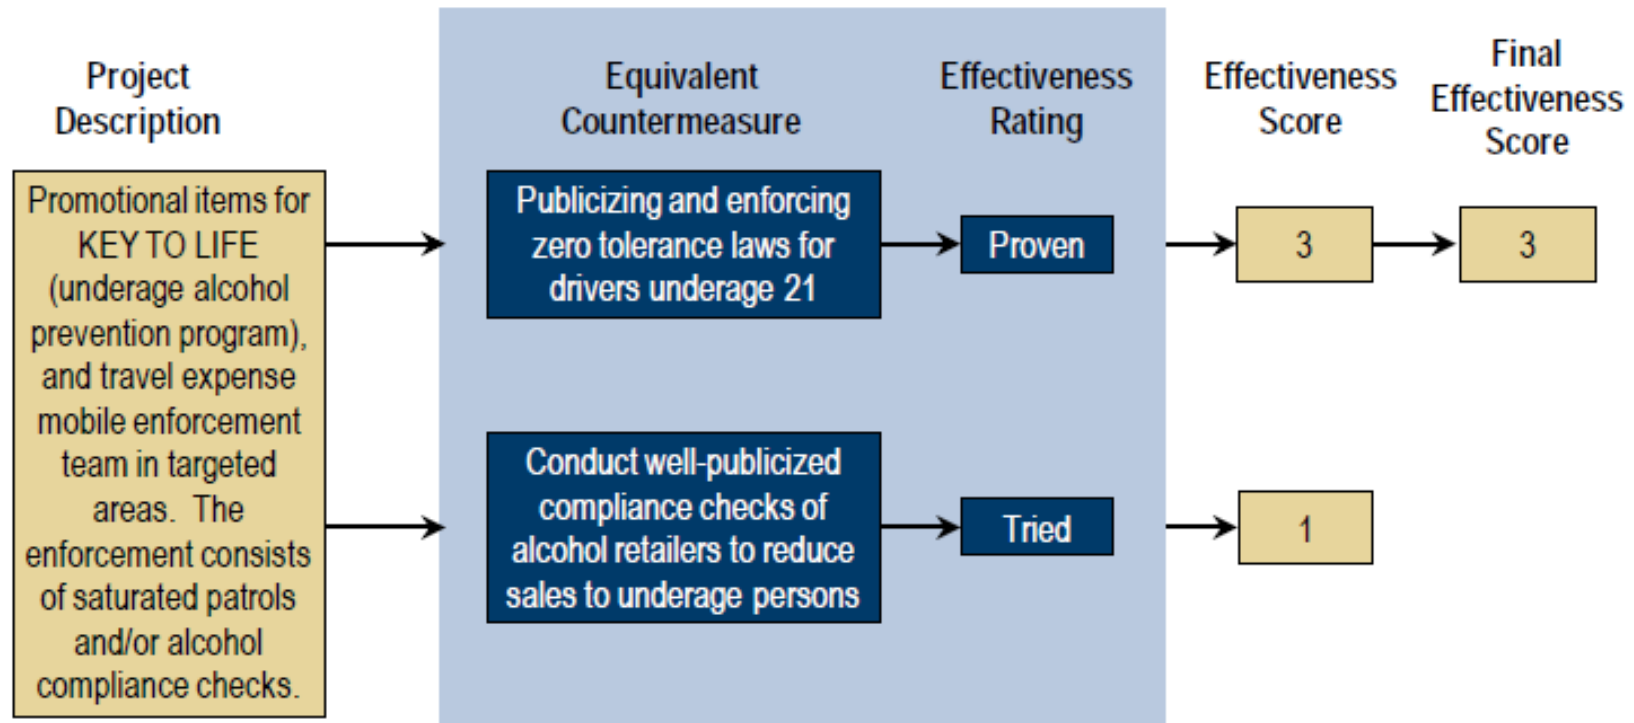 Project
Description
Equivalent
Countermeasure
Effectiveness
Rating
Effectiveness
Score
Final
Effectiveness
Score
Promotional items for
KEY TO LIFE
(underage alcohol
prevention program),
and travel expense
mobile enforcement
team in targeted
areas.  The
enforcement consists
of saturated patrols
and/or alcohol
compliance checks.
Publicizing and enforcing
zero tolerance laws for
drivers underage 21
Proven
3
3
Conduct well-publicized
compliance checks of
alcohol retailers to reduce
sales to underage persons
Tried
1